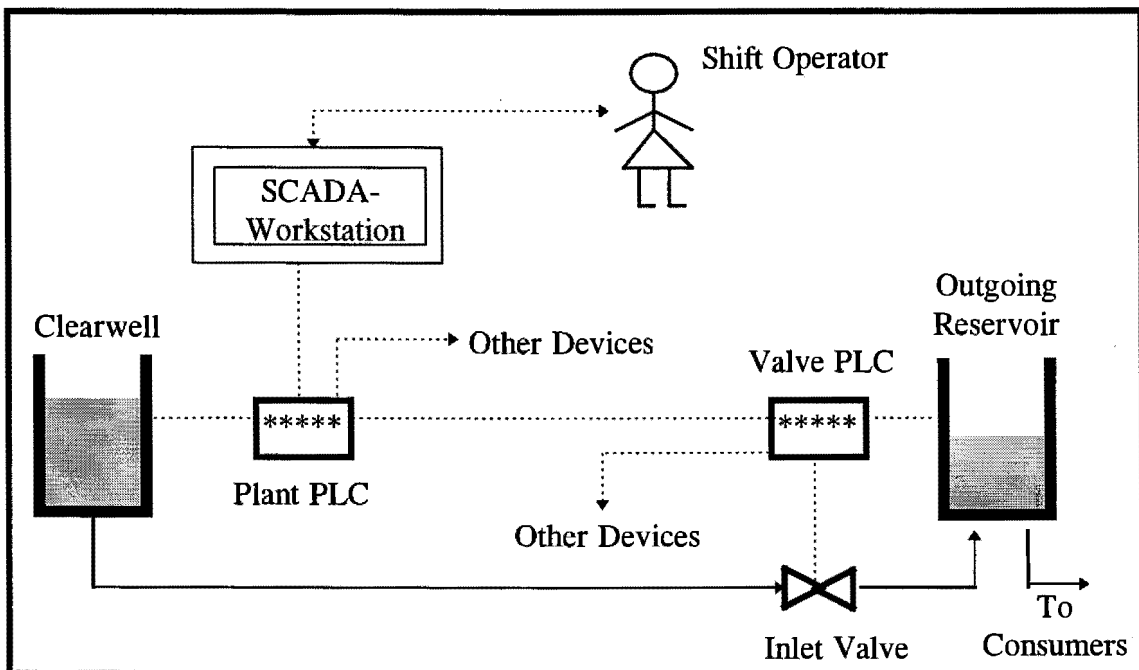 Shift Operator
SCADA-
Workstation
Clearwell
Other Devices
Outgoing
Reservoir
Valve PLC
*****
*****
Plant PLC
Other Devices
Inlet Valve
To
Consumers